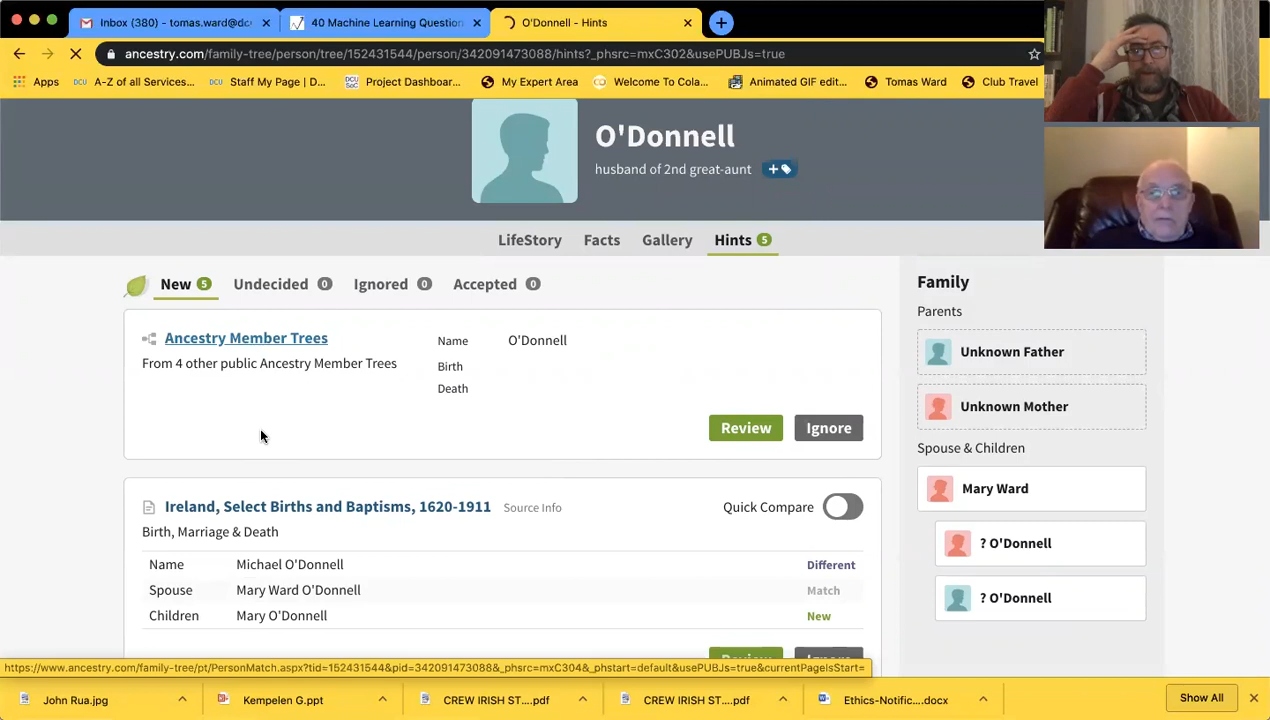 Inbox (380) - tomas.ward@dc
40 Machine Learning Question
O'Donnell - Hints
ancestry.com/family-tree/person/tree/152431544/person/342091473088/hints?_phsrc=mxC302&usePUBJs=true
Apps
DCU A-Z of all Services...
DCU Staff My Page | D...
Project Dashboar...
My Expert Area
Welcome To Cola...
Animated GIF edit...
Tomas Ward
Club Travel
O'Donnell
husband of 2nd great-aunt
LifeStory
Facts
Gallery
Hints 5
New 5
Undecided 0
Ignored 0
Accepted 0
Ancestry Member Trees
From 4 other public Ancestry Member Trees
Name O'Donnell
Birth
Death
Review
Ignore
Ireland, Select Births and Baptisms, 1620-1911 Source Info
Birth, Marriage & Death
Quick Compare
Name Michael O'Donnell Different
Spouse Mary Ward O'Donnell Match
Children Mary O'Donnell New
Review
Ignore
Family
Parents
Unknown Father
Unknown Mother
Spouse & Children
Mary Ward
? O'Donnell
? O'Donnell
https://www.ancestry.com/family-tree/pt/PersonMatch.aspx?tid=152431544&pid=342091473088&_phsrc=mxC304&_phstart=default&usePUBJs=true&currentPageIsStart=
John Rua.jpg
Kempelen G.ppt
CREW IRISH ST....pdf
CREW IRISH ST....pdf
Ethics-Notific....docx
Show All